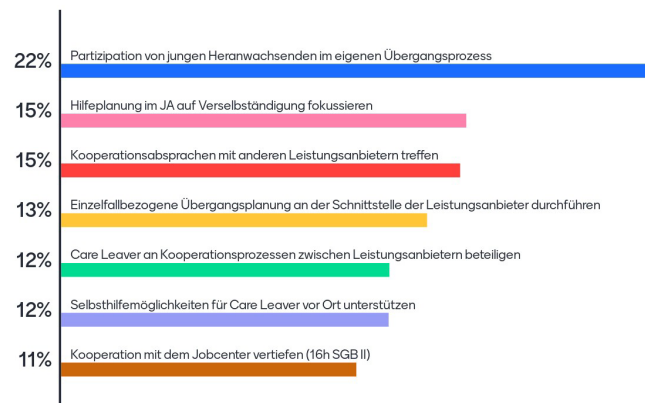 22% Partizipation von jungen Heranwachsenden im eigenen Übergangsprozess
15% Hilfeplanung im JA auf Verselbständigung fokussieren
15% Kooperationsabsprachen mit anderen Leistungsanbietern treffen
13% Einzelfallbezogene Übergangsplanung an der Schnittstelle der Leistungsanbieter durchführen
12% Care Leaver an Kooperationsprozessen zwischen Leistungsanbietern beteiligen
12% Selbsthilfemöglichkeiten für Care Leaver vor Ort unterstützen
11% Kooperation mit dem Jobcenter vertiefen (16h SGB II)